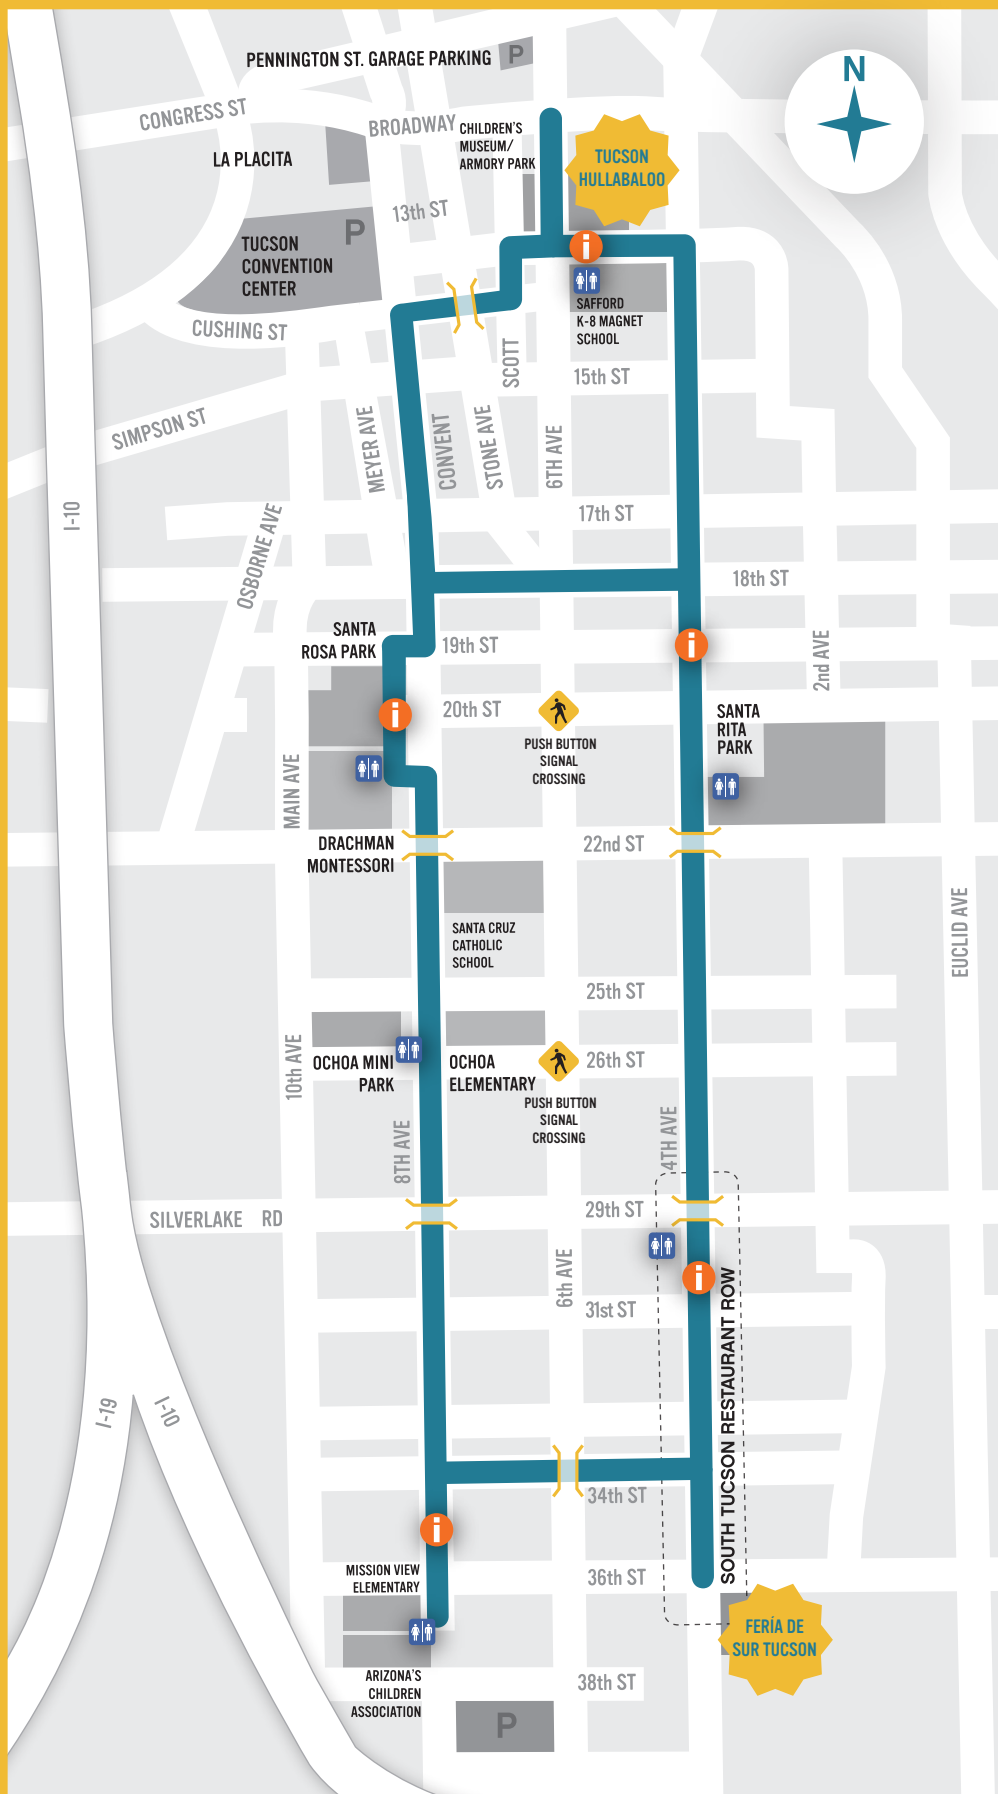 PENNINGTON ST. GARAGE PARKING
P
N
CONGRESS ST
BROADWAY
CHILDREN'S
MUSEUM/
ARMORY PARK
LA PLACITA
TUCSON
HULLABALOO
13th ST
P
TUCSON
CONVENTION
CENTER
i
SAFFORD
K-8 MAGNET
SCHOOL
CUSHING ST
SCOTT
15th ST
SIMPSON ST
MEYER AVE
CONVENT
STONE AVE
6TH AVE
I-10
17th ST
OSBORNE AVE
18th ST
SANTA
ROSA PARK
19th ST
i
2nd AVE
i
20th ST
SANTA
RITA
PARK
PUSH BUTTON
SIGNAL
CROSSING
MAIN AVE
DRACHMAN
MONTESSORI
22nd ST
EUCLID AVE
SANTA CRUZ
CATHOLIC
SCHOOL
25th ST
10th AVE
OCHOA MINI
PARK
OCHOA
ELEMENTARY
26th ST
PUSH BUTTON
SIGNAL
CROSSING
8TH AVE
4TH AVE
SILVERLAKE RD
29th ST
6th AVE
i
31st ST
SOUTH TUCSON RESTAURANT ROW
I-19
I-10
34th ST
i
MISSION VIEW
ELEMENTARY
36th ST
FERÍA DE
SUR TUCSON
ARIZONA'S
CHILDREN
ASSOCIATION
38th ST
P